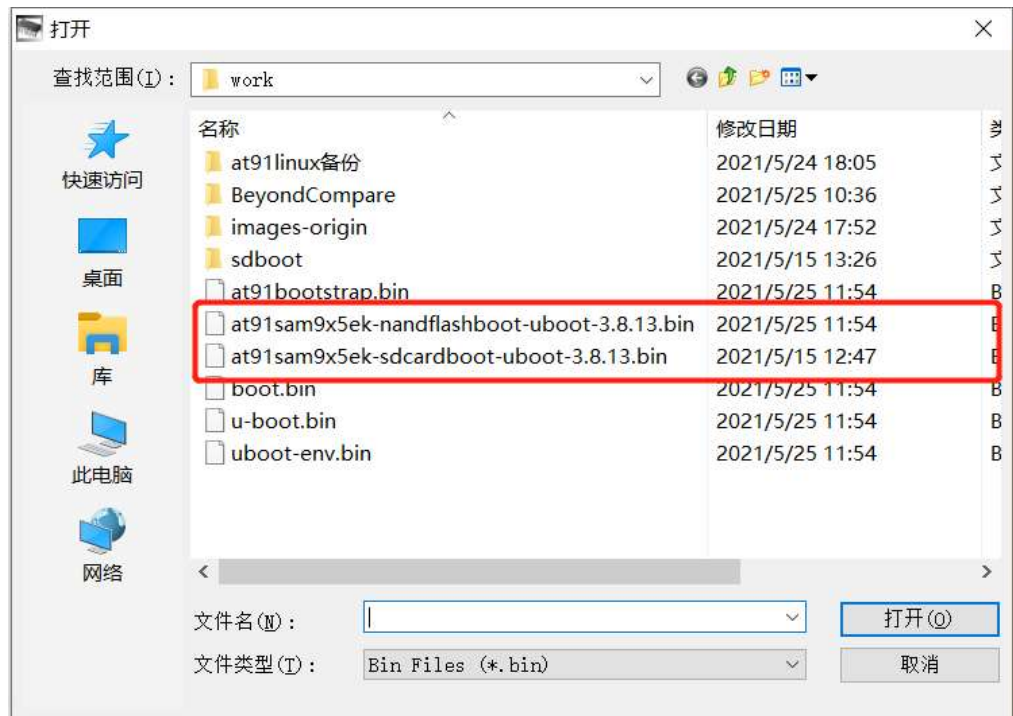 打开
查找范围(I):
work
名称
修改日期
at91linux备份
2021/5/24 18:05
BeyondCompare
2021/5/25 10:36
images-origin
2021/5/24 17:52
sdboot
2021/5/15 13:26
at91bootstrap.bin
2021/5/25 11:54
at91sam9x5ek-nandflashboot-uboot-3.8.13.bin
2021/5/25 11:54
at91sam9x5ek-sdcardboot-uboot-3.8.13.bin
2021/5/15 12:47
boot.bin
2021/5/25 11:54
u-boot.bin
2021/5/25 11:54
uboot-env.bin
2021/5/25 11:54
快速访问
桌面
库
此电脑
网络
文件名(N):
打开(O)
文件类型(T):
Bin Files (*.bin)
取消